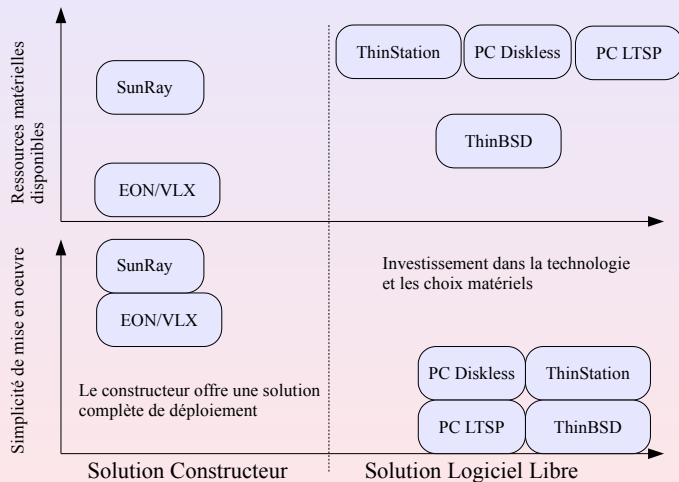 Ressources matérielles
disponibles
ThinStation
PC Diskless
PC LTSP
SunRay
ThinBSD
EON/VLX
Simplicité de mise en oeuvre
SunRay
EON/VLX
Investissement dans la technologie
et les choix matériels
Le constructeur offre une solution
complète de déploiement
PC Diskless
ThinStation
PC LTSP
ThinBSD
Solution Constructeur
Solution Logiciel Libre